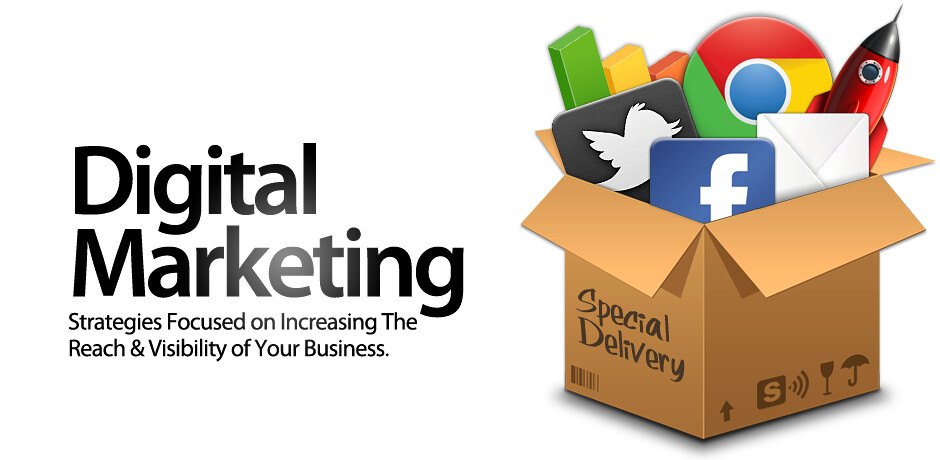 Digital
Marketing
Strategies Focused on Increasing The
Reach & Visibility of Your Business.
f
Special
Delivery
S